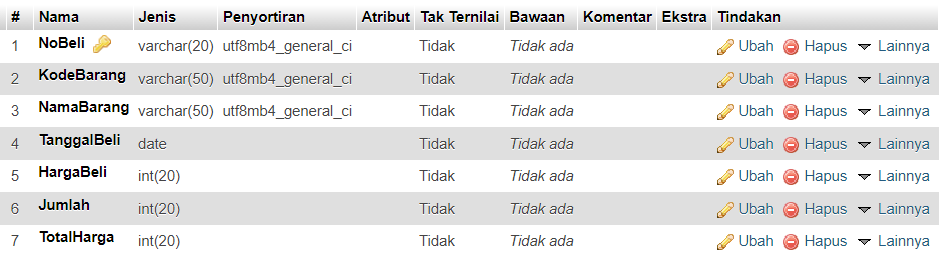 # Nama Jenis Penyortiran Atribut Tak Ternilai Bawaan Komentar Ekstra Tindakan
1 NoBeli varchar(20) utf8mb4_general_ci Tidak Tidak ada Ubah Hapus Lainnya
2 KodeBarang varchar(50) utf8mb4_general_ci Tidak Tidak ada Ubah Hapus Lainnya
3 NamaBarang varchar(50) utf8mb4_general_ci Tidak Tidak ada Ubah Hapus Lainnya
4 TanggalBeli date Tidak Tidak ada Ubah Hapus Lainnya
5 HargaBeli int(20) Tidak Tidak ada Ubah Hapus Lainnya
6 Jumlah int(20) Tidak Tidak ada Ubah Hapus Lainnya
7 TotalHarga int(20) Tidak Tidak ada Ubah Hapus Lainnya